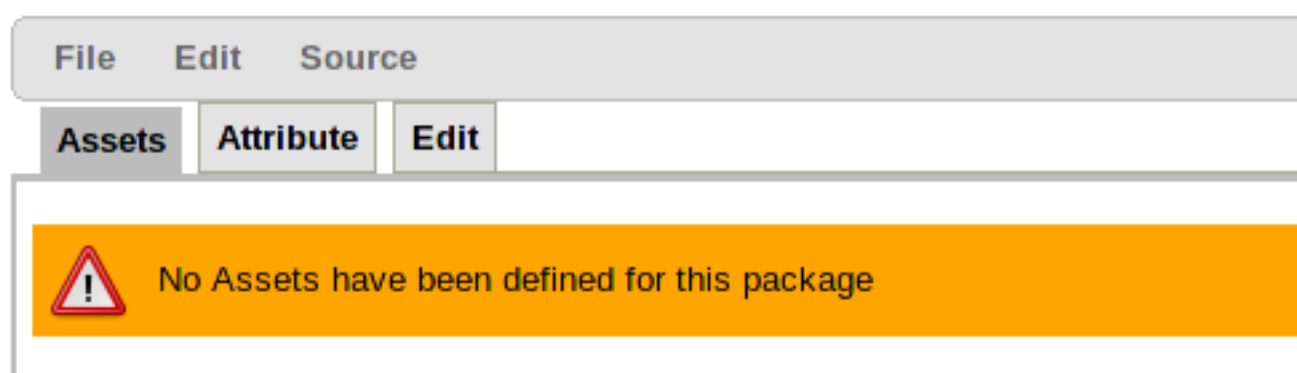 File Edit Source
Assets Attribute Edit
! No Assets have been defined for this package